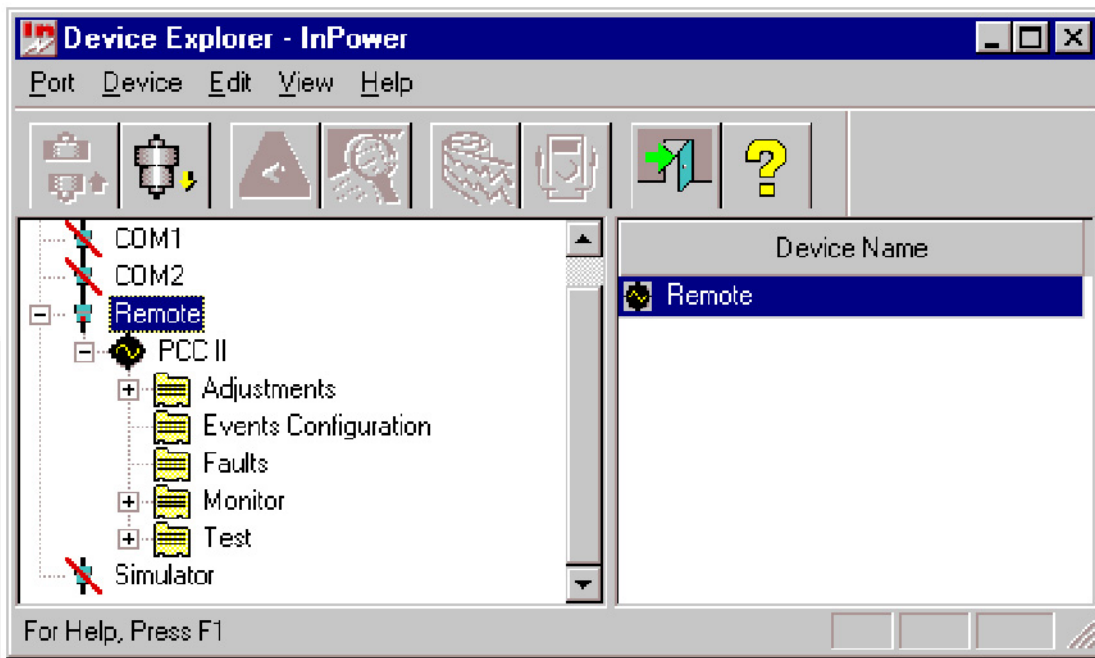 Device Explorer - InPower
Port Device Edit View Help
COM1
COM2
Remote
PCC II
Adjustments
Events Configuration
Faults
Monitor
Test
Simulator
Device Name
Remote
For Help, Press F1